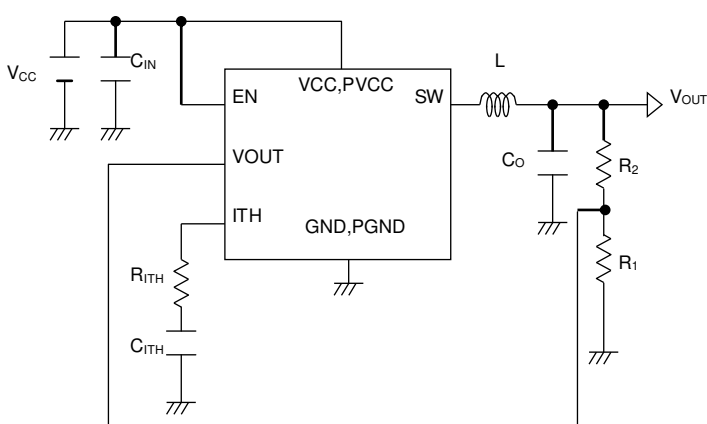 L
VCC
CIN
VCC,PVCC
EN
SW
VOUT
VOUT
CO
R2
ITH
GND,PGND
RITH
R1
CITH